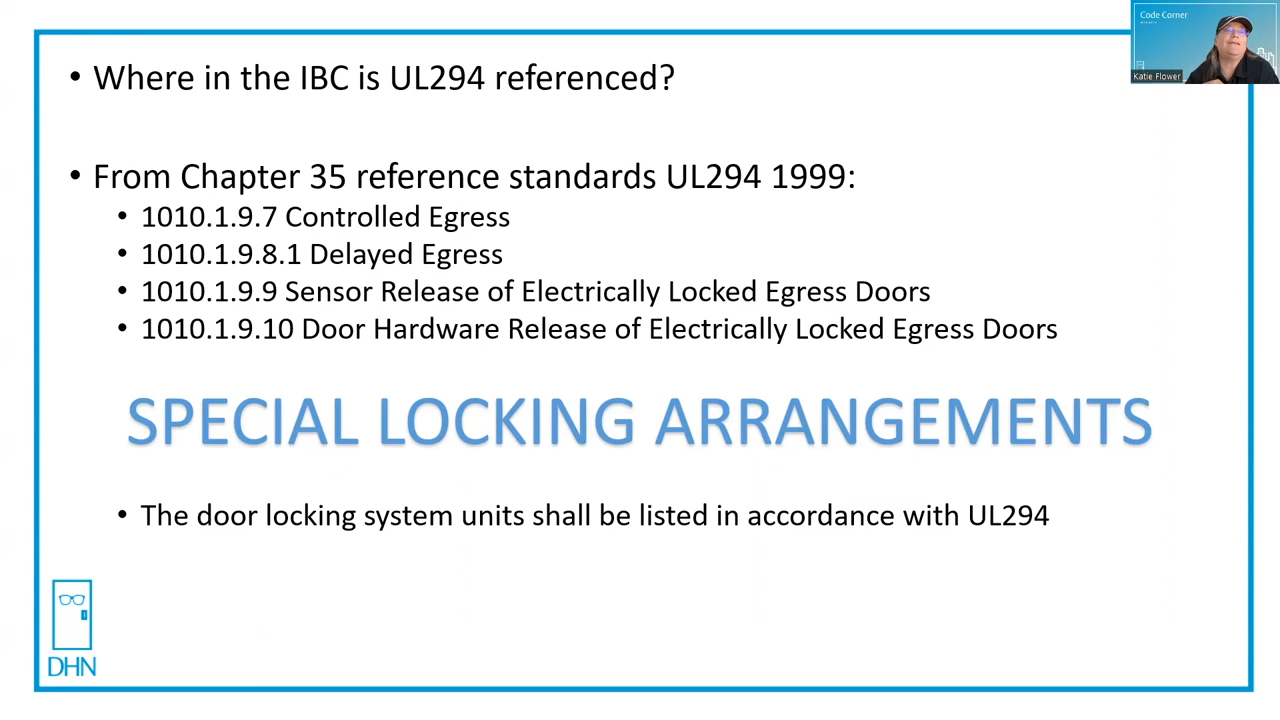 • Where in the IBC is UL294 referenced?
Code Corner
Katie Flower
• From Chapter 35 reference standards UL294 1999:
• 1010.1.9.7 Controlled Egress
• 1010.1.9.8.1 Delayed Egress
• 1010.1.9.9 Sensor Release of Electrically Locked Egress Doors
• 1010.1.9.10 Door Hardware Release of Electrically Locked Egress Doors
SPECIAL LOCKING ARRANGEMENTS
• The door locking system units shall be listed in accordance with UL294
DHN